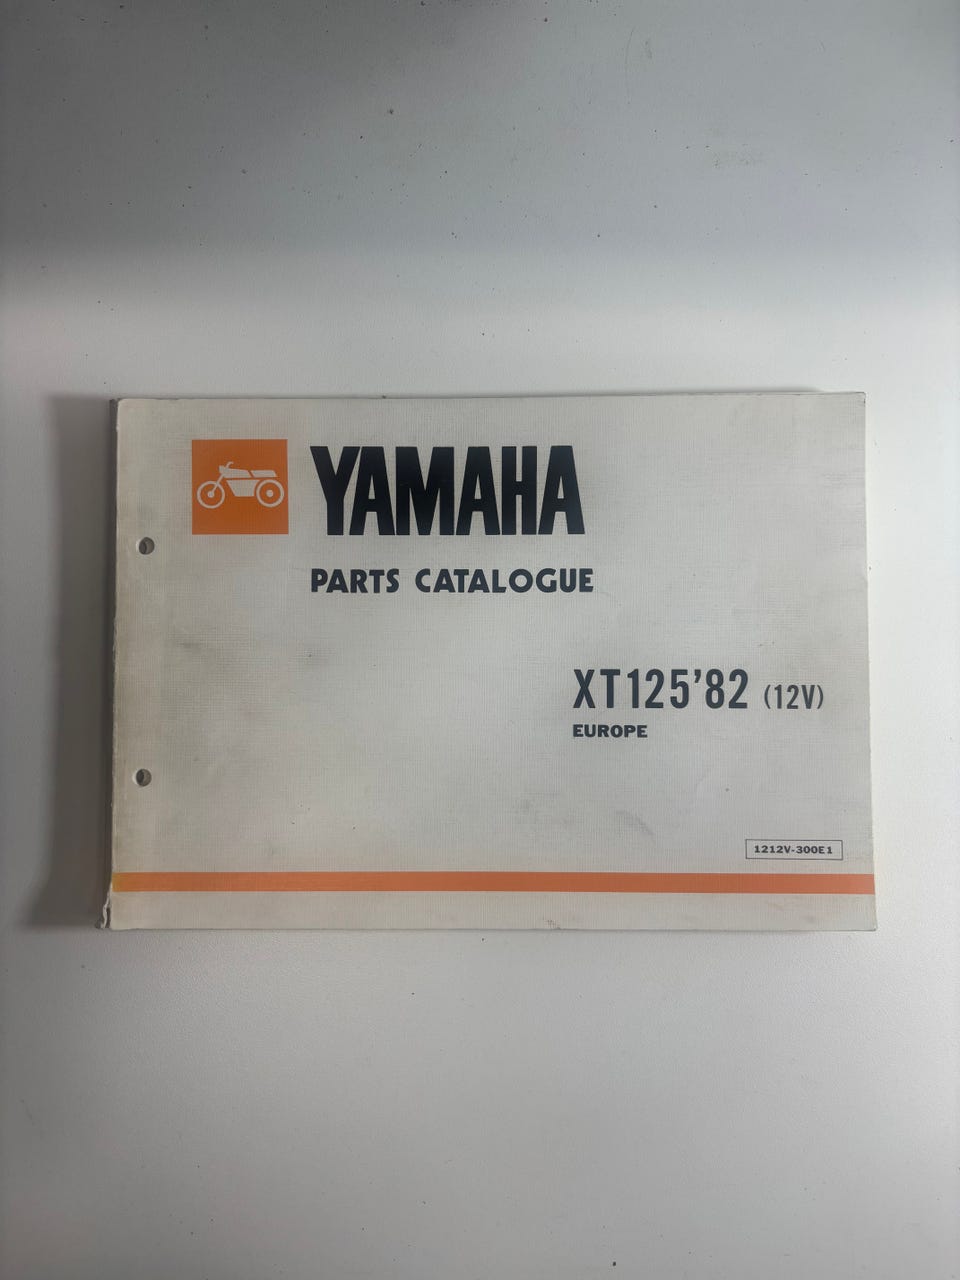 YAMAHA
PARTS CATALOGUE
XT125'82 (12V)
EUROPE
1212V-300E1